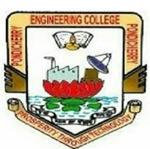 ENGINEERING COLLEGE
PONDICHERRY
PONDICHERRY
PROSPERITY THROUGH TECHNOLOGY